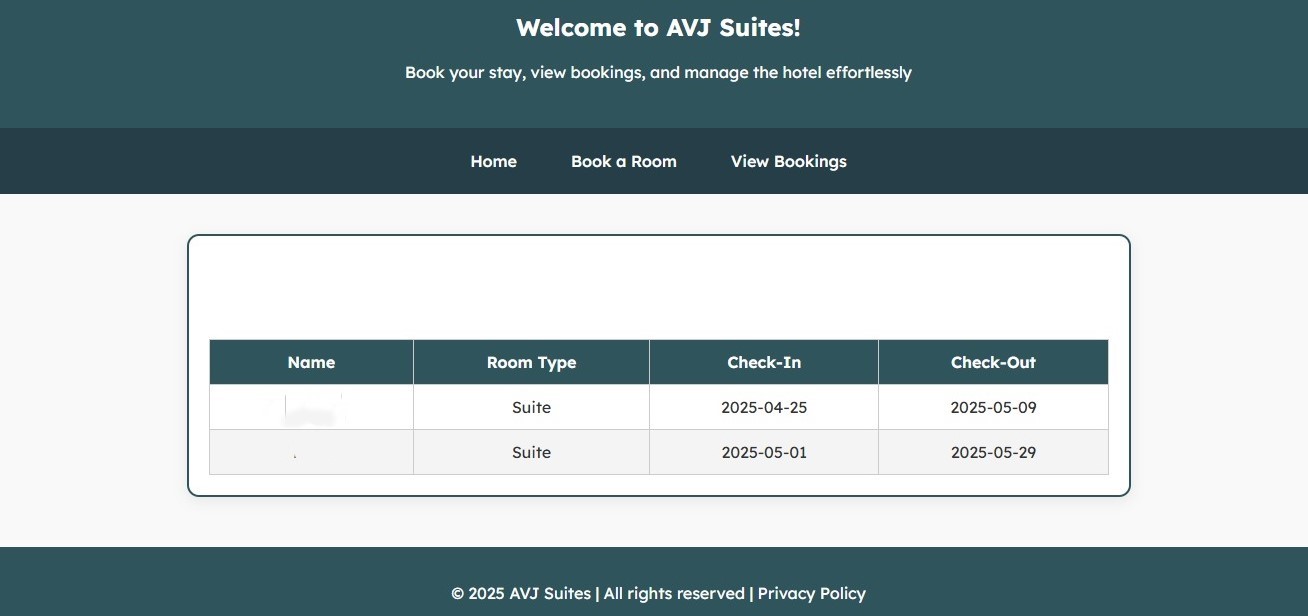 Welcome to AVJ Suites!
Book your stay, view bookings, and manage the hotel effortlessly
Home Book a Room View Bookings
Name Room Type Check-In Check-Out
Suite 2025-04-25 2025-05-09
Suite 2025-05-01 2025-05-29
© 2025 AVJ Suites | All rights reserved | Privacy Policy